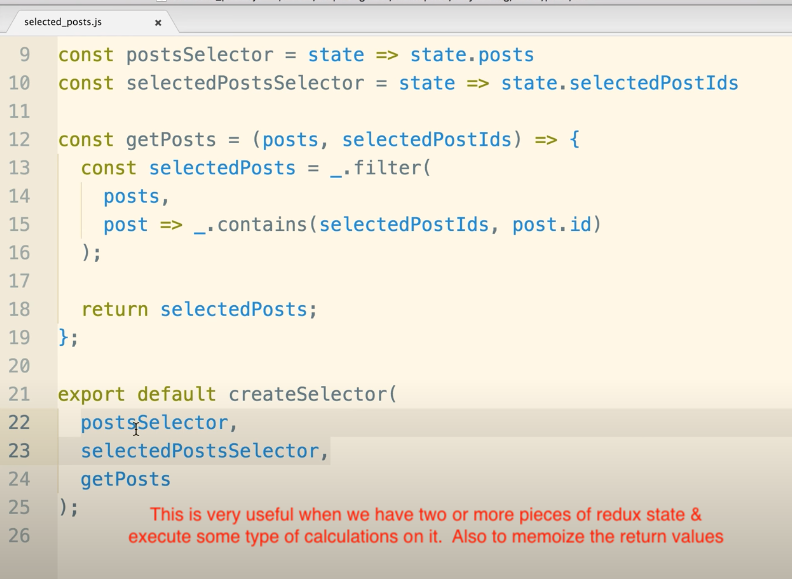 selected_posts.js ×
9 const postsSelector = state => state.posts
10 const selectedPostsSelector = state => state.selectedPostIds
11
12 const getPosts = (posts, selectedPostIds) => {
13 const selectedPosts = _.filter(
14 posts,
15 post => _.contains(selectedPostIds, post.id)
16 );
17
18 return selectedPosts;
19 };
20
21 export default createSelector(
22 postsSelector,
23 selectedPostsSelector,
24 getPosts
25 );
This is very useful when we have two or more pieces of redux state &
execute some type of calculations on it. Also to memoize the return values
26